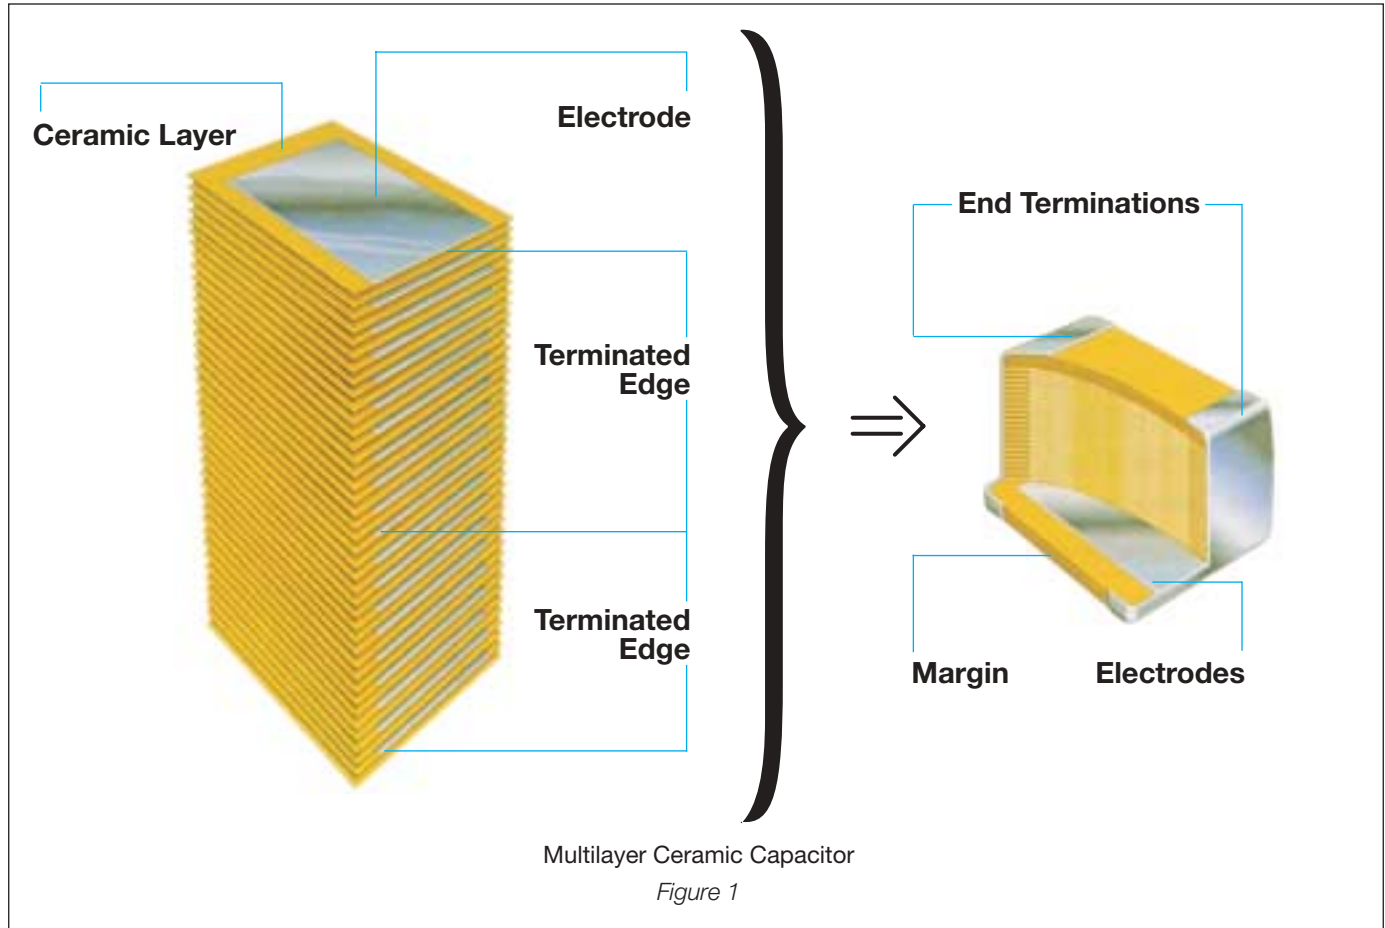 Ceramic Layer
Electrode
Terminated
Edge
Terminated
Edge
End Terminations
Margin
Electrodes
Multilayer Ceramic Capacitor
Figure 1